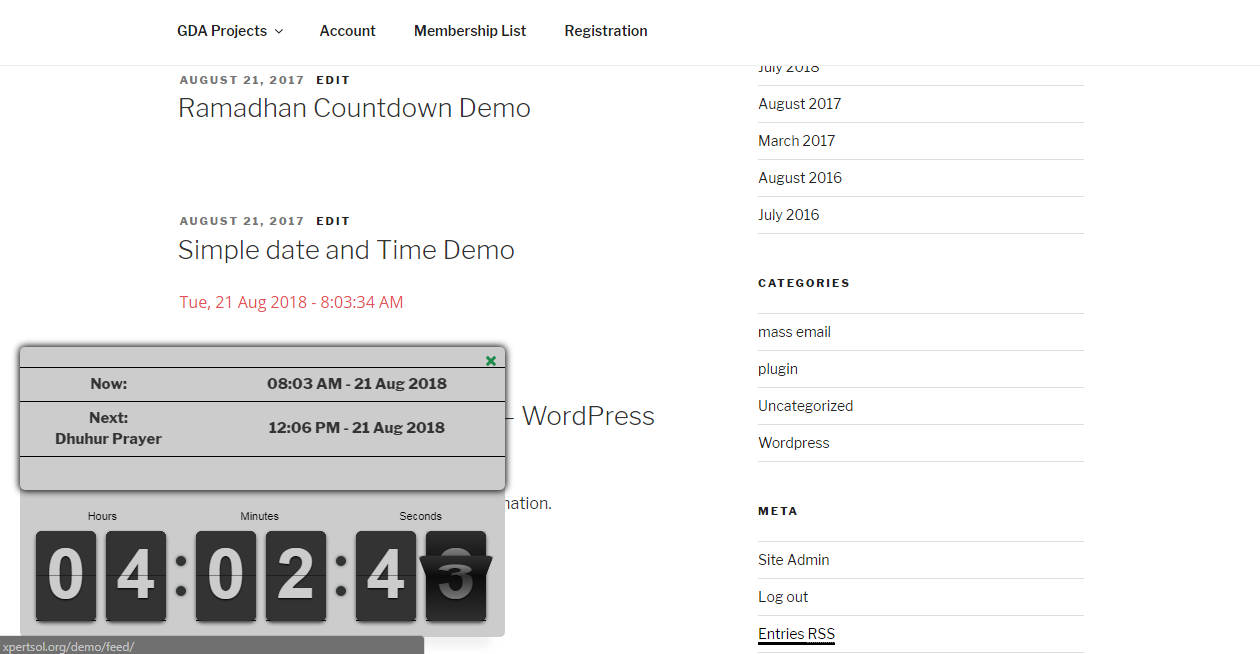 GDA Projects Account Membership List Registration
AUGUST 21, 2017 EDIT
Ramadhan Countdown Demo
AUGUST 21, 2017 EDIT
Simple date and Time Demo
Tue, 21 Aug 2018 - 8:03:34 AM
– WordPress
Now: 08:03 AM - 21 Aug 2018
Next:
Dhuhur Prayer
12:06 PM - 21 Aug 2018
Hours Minutes Seconds
04:02:43
xpertsol.org/demo/feed/
July 2018
August 2017
March 2017
August 2016
July 2016
CATEGORIES
mass email
plugin
Uncategorized
Wordpress
META
Site Admin
Log out
Entries RSS